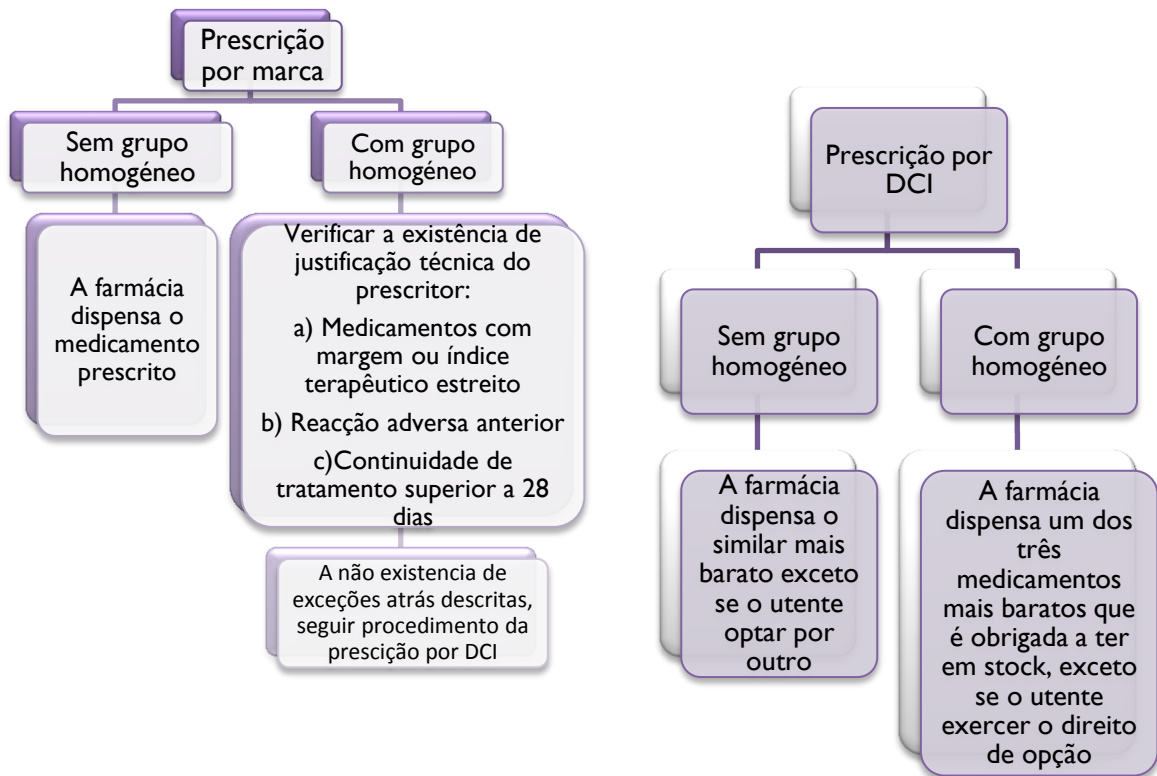 Prescrição
por marca
Sem grupo
homogéneo
A farmácia
dispensa o
medicamento
prescrito
Com grupo
homogéneo
Verificar a existência de
justificação técnica do
prescritor:
a) Medicamentos com
margem ou índice
terapêutico estreito
b) Reacção adversa anterior
c)Continuidade de
tratamento superior a 28
dias
A não existencia de
exceções atrás descritas,
seguir procedimento da
prescição por DCI
Prescrição por
DCI
Sem grupo
homogéneo
A farmácia
dispensa o
similar mais
barato exceto
se o utente
optar por
outro
Com grupo
homogéneo
A farmácia
dispensa um dos
três
medicamentos
mais baratos que
é obrigada a ter
em stock, exceto
se o utente
exercer o direito
de opção